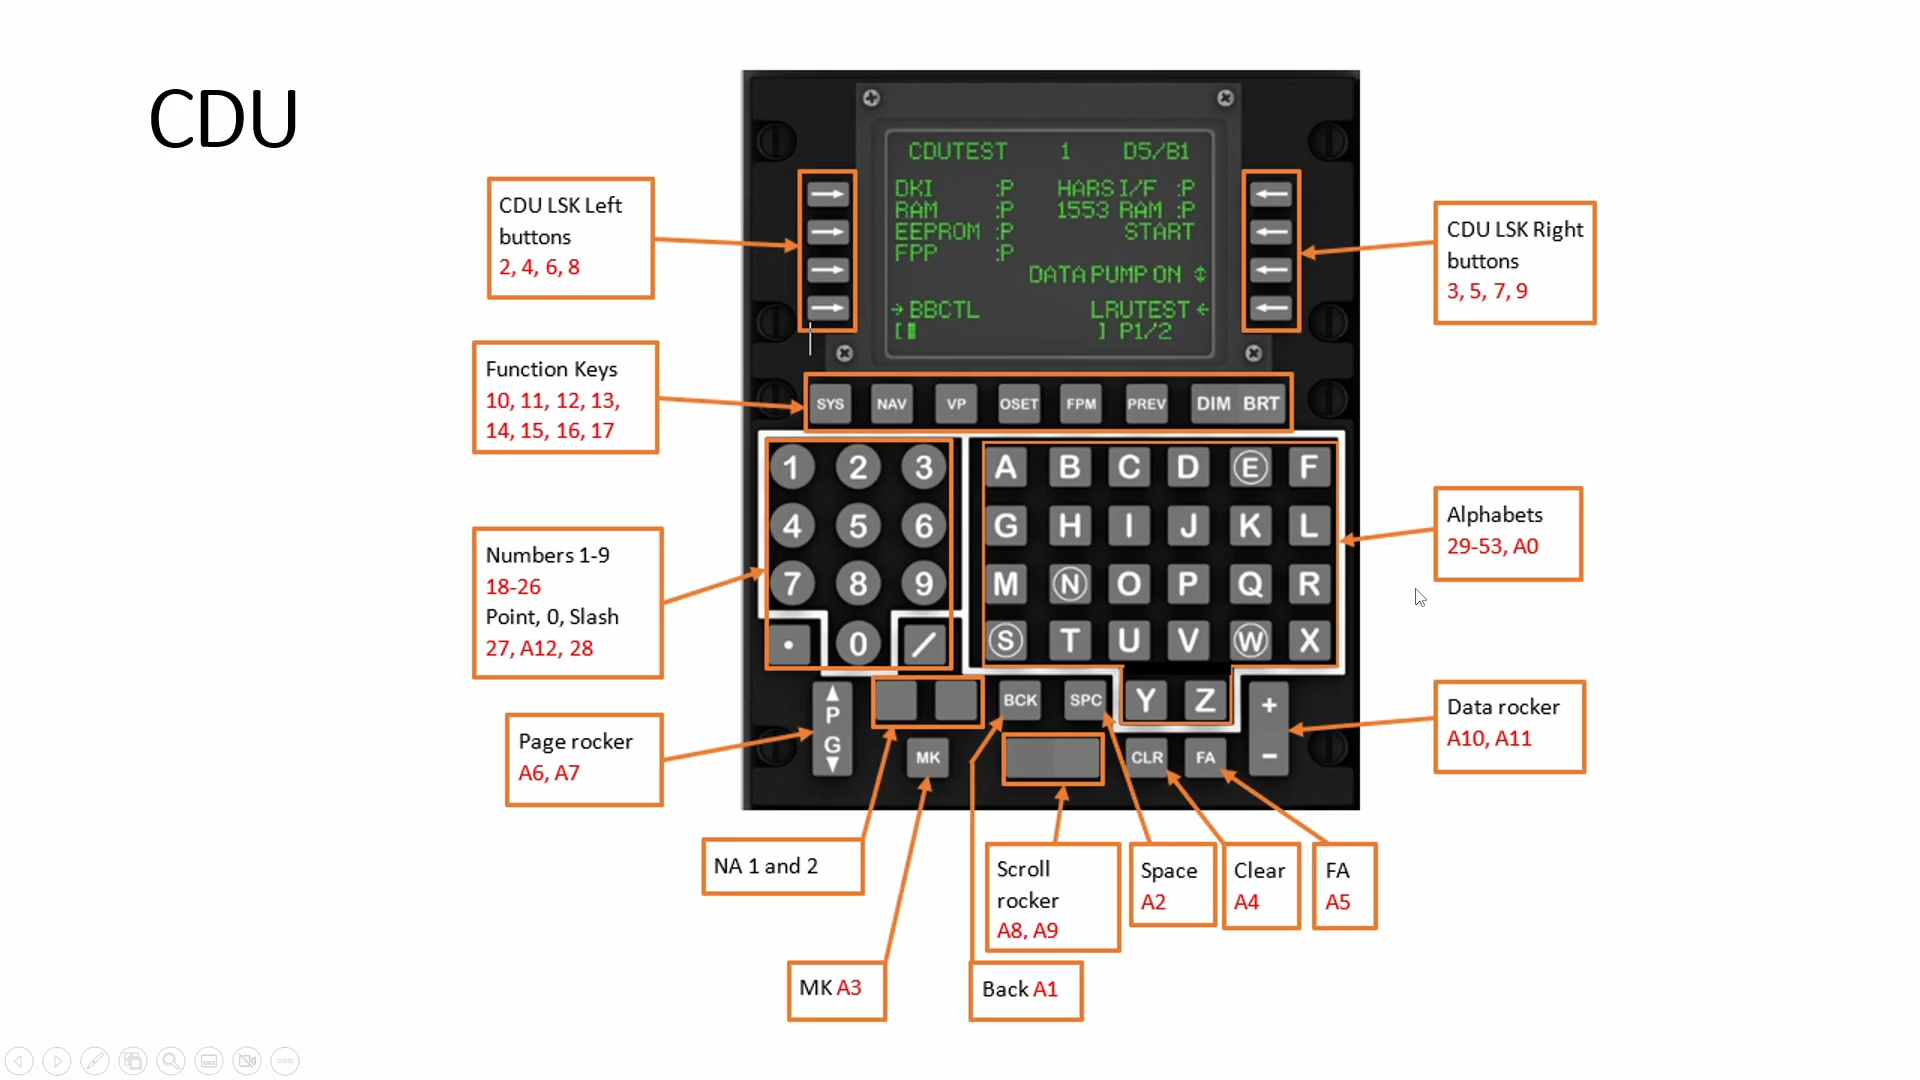 CDU
CDU LSK Left
buttons
2, 4, 6, 8
Function Keys
10, 11, 12, 13,
14, 15, 16, 17
Numbers 1-9
18-26
Point, 0, Slash
27, A12, 28
Page rocker
A6, A7
CDUTEST 1 D5/B1
DKI :P HARS I/F :P
RAM :P 1553 RAM :P
EEPROM :P START
FPP :P
DATA PUMP ON ↕
→BBCTL LRUTEST←
[ ] P1/2
SYS NAV VP OSET FPM PREV DIM BRT
1 2 3 A B C D E F
4 5 6 G H I J K L
7 8 9 M N O P Q R
. 0 / S T U V W X
P G BCK SPC Y Z + −
MK CLR FA
CDU LSK Right
buttons
3, 5, 7, 9
Alphabets
29-53, A0
Data rocker
A10, A11
NA 1 and 2
MK A3
Back A1
Scroll
rocker
A8, A9
Space
A2
Clear
A4
FA
A5